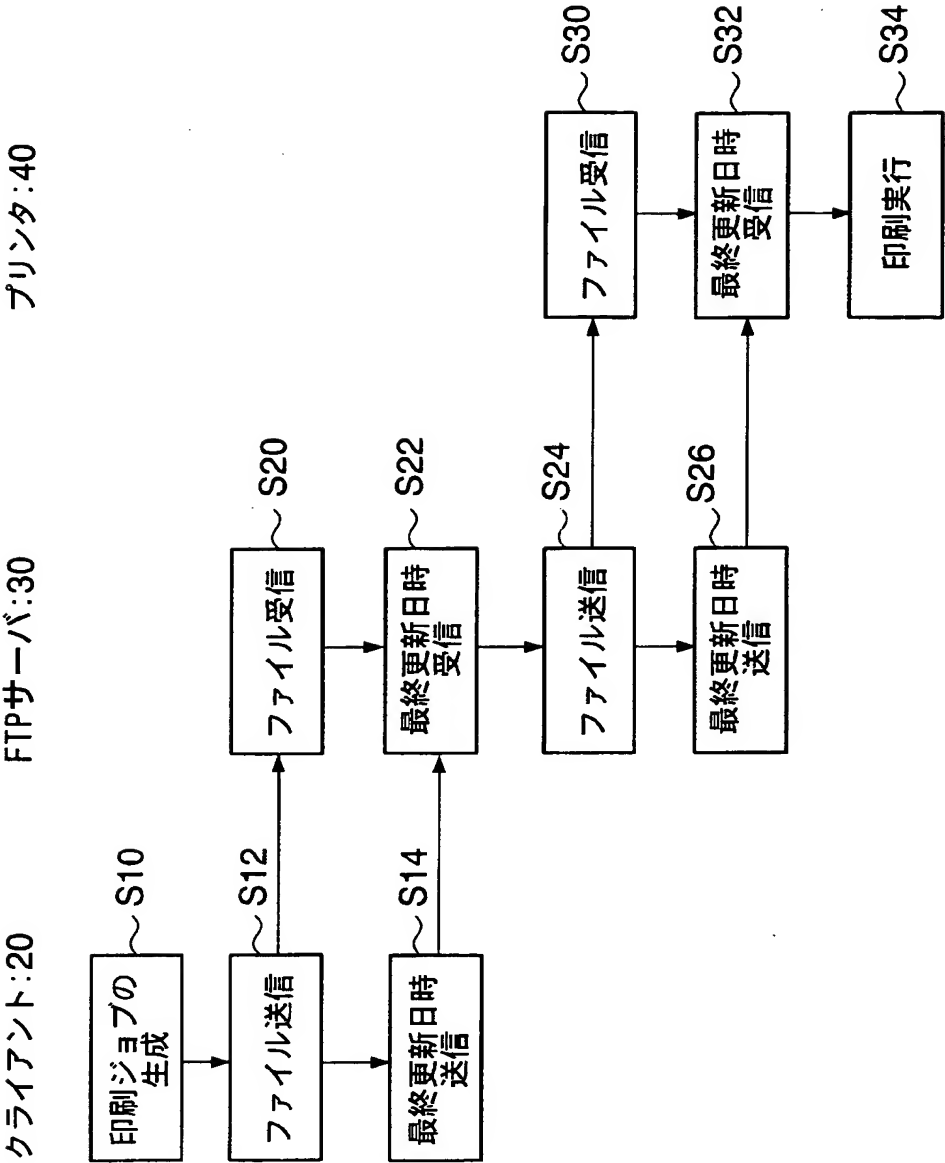 クライアント:20
FTPサーバ:30
プリンタ:40
印刷ジョブの
生成
S10
ファイル送信
S12
最終更新日時
送信
S14
ファイル受信
S20
最終更新日時
受信
S22
ファイル送信
S24
最終更新日時
送信
S26
ファイル受信
S30
最終更新日時
受信
S32
印刷実行
S34